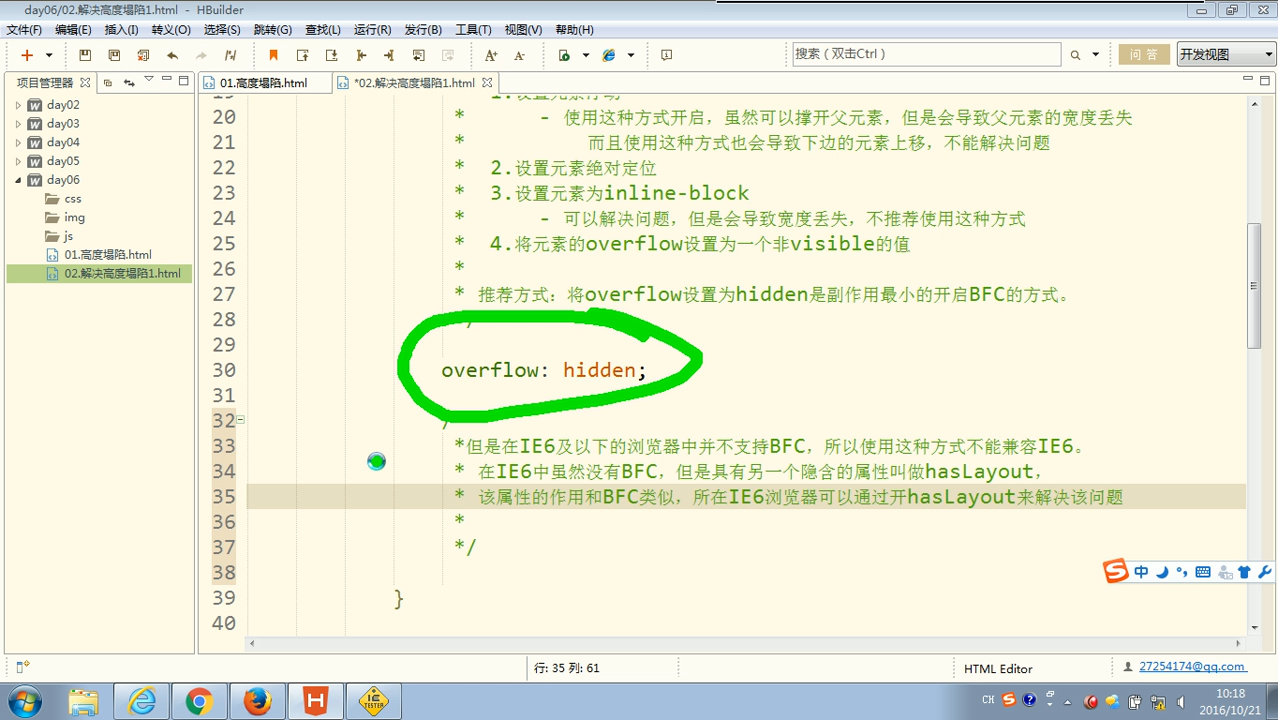 day06/02.解决高度塌陷1.html - HBuilder
文件(F) 编辑(E) 插入(I) 转义(O) 选择(S) 跳转(G) 查找(L) 运行(R) 发行(B) 工具(T) 视图(V) 帮助(H)
搜索（双击Ctrl） 问 答 开发视图
项目管理器 01.高度塌陷.html *02.解决高度塌陷1.html
day02
day03
day04
day05
day06
css
img
js
01.高度塌陷.html
02.解决高度塌陷1.html
19 1.设置元素浮动
20 * - 使用这种方式开启，虽然可以撑开父元素，但是会导致父元素的宽度丢失
21 * 而且使用这种方式也会导致下边的元素上移，不能解决问题
22 * 2.设置元素绝对定位
23 * 3.设置元素为inline-block
24 * - 可以解决问题，但是会导致宽度丢失，不推荐使用这种方式
25 * 4.将元素的overflow设置为一个非visible的值
26 *
27 * 推荐方式：将overflow设置为hidden是副作用最小的开启BFC的方式。
28 /
29
30 overflow: hidden;
31
32 /
33 *但是在IE6及以下的浏览器中并不支持BFC，所以使用这种方式不能兼容IE6。
34 * 在IE6中虽然没有BFC，但是具有另一个隐含的属性叫做hasLayout，
35 * 该属性的作用和BFC类似，所在IE6浏览器可以通过开hasLayout来解决该问题
36 *
37 */
38
39 }
40
中
行: 35 列: 61 HTML Editor 27254174@qq.com
CH 10:18
2016/10/21